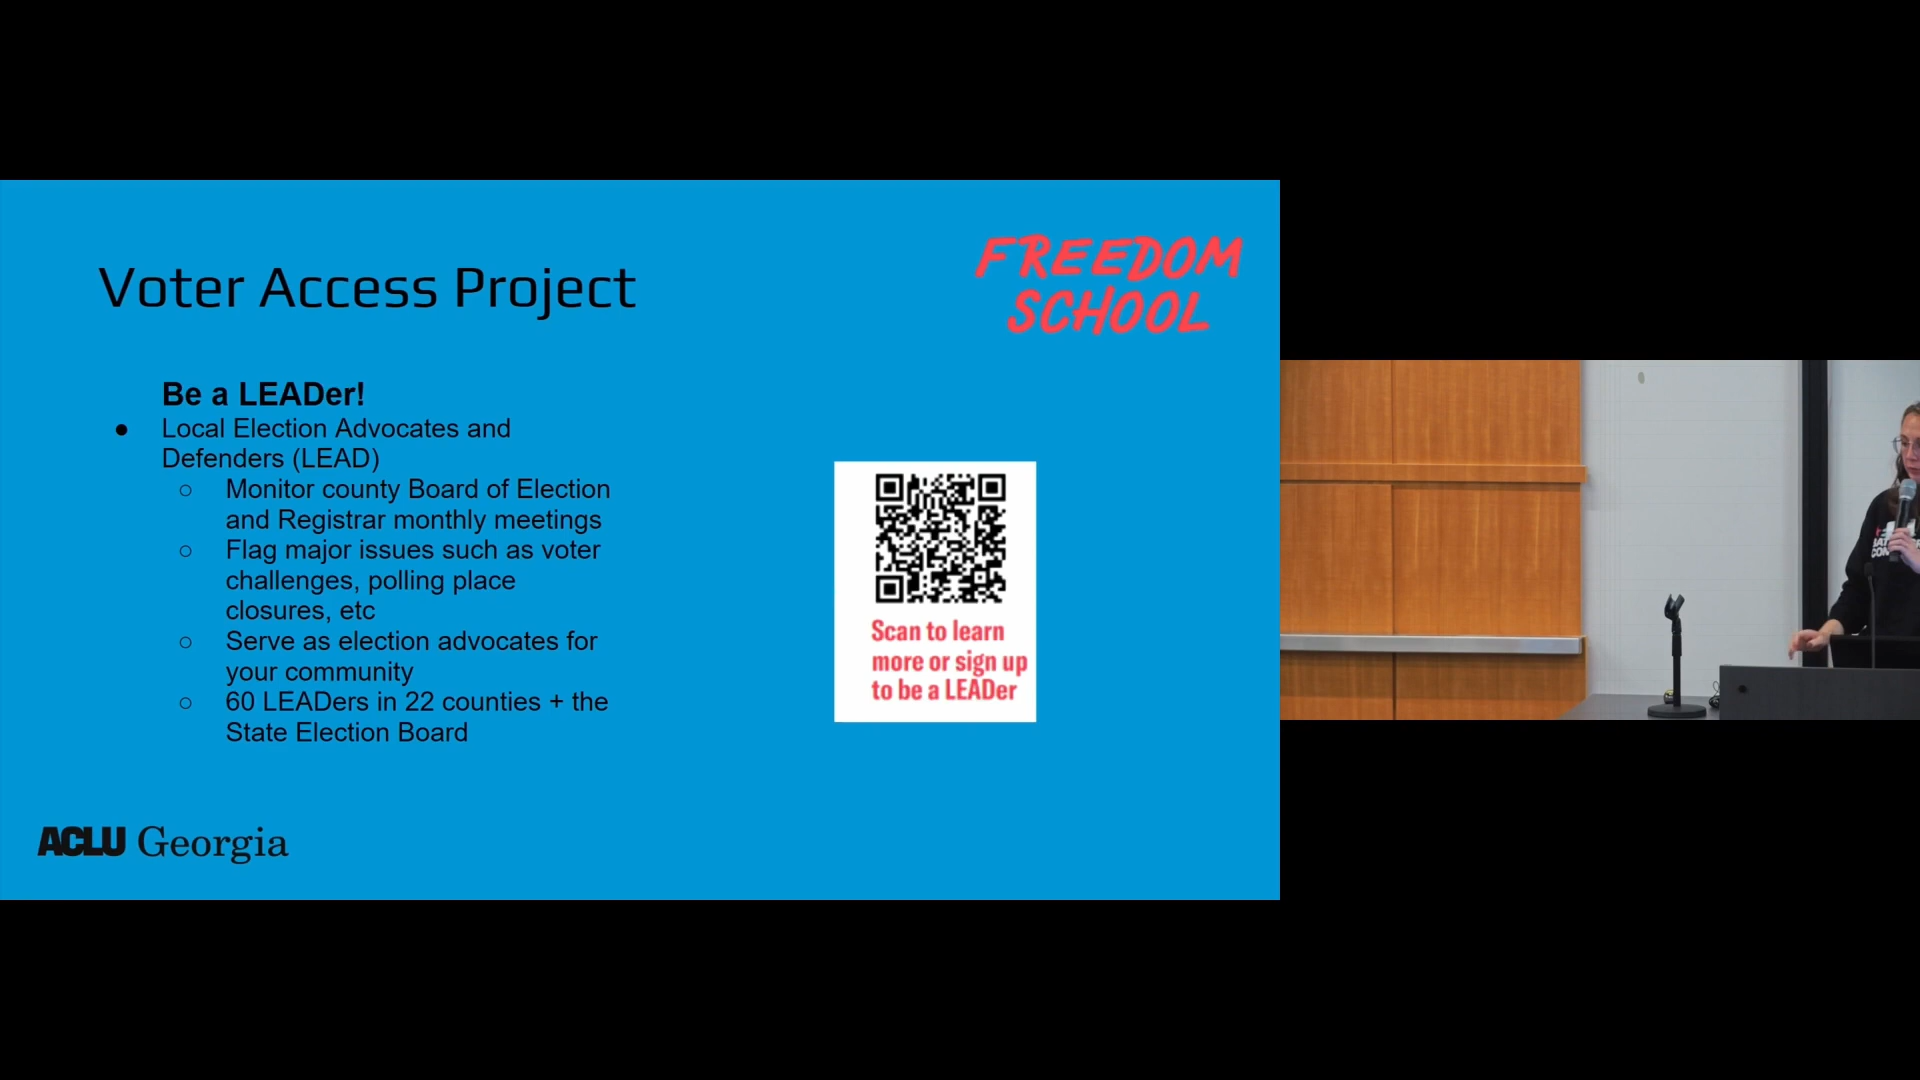 Voter Access Project
FREEDOM
SCHOOL
Be a LEADer!
● Local Election Advocates and
Defenders (LEAD)
○ Monitor county Board of Election
and Registrar monthly meetings
○ Flag major issues such as voter
challenges, polling place
closures, etc
○ Serve as election advocates for
your community
○ 60 LEADers in 22 counties + the
State Election Board
Scan to learn
more or sign up
to be a LEADer
ACLU Georgia